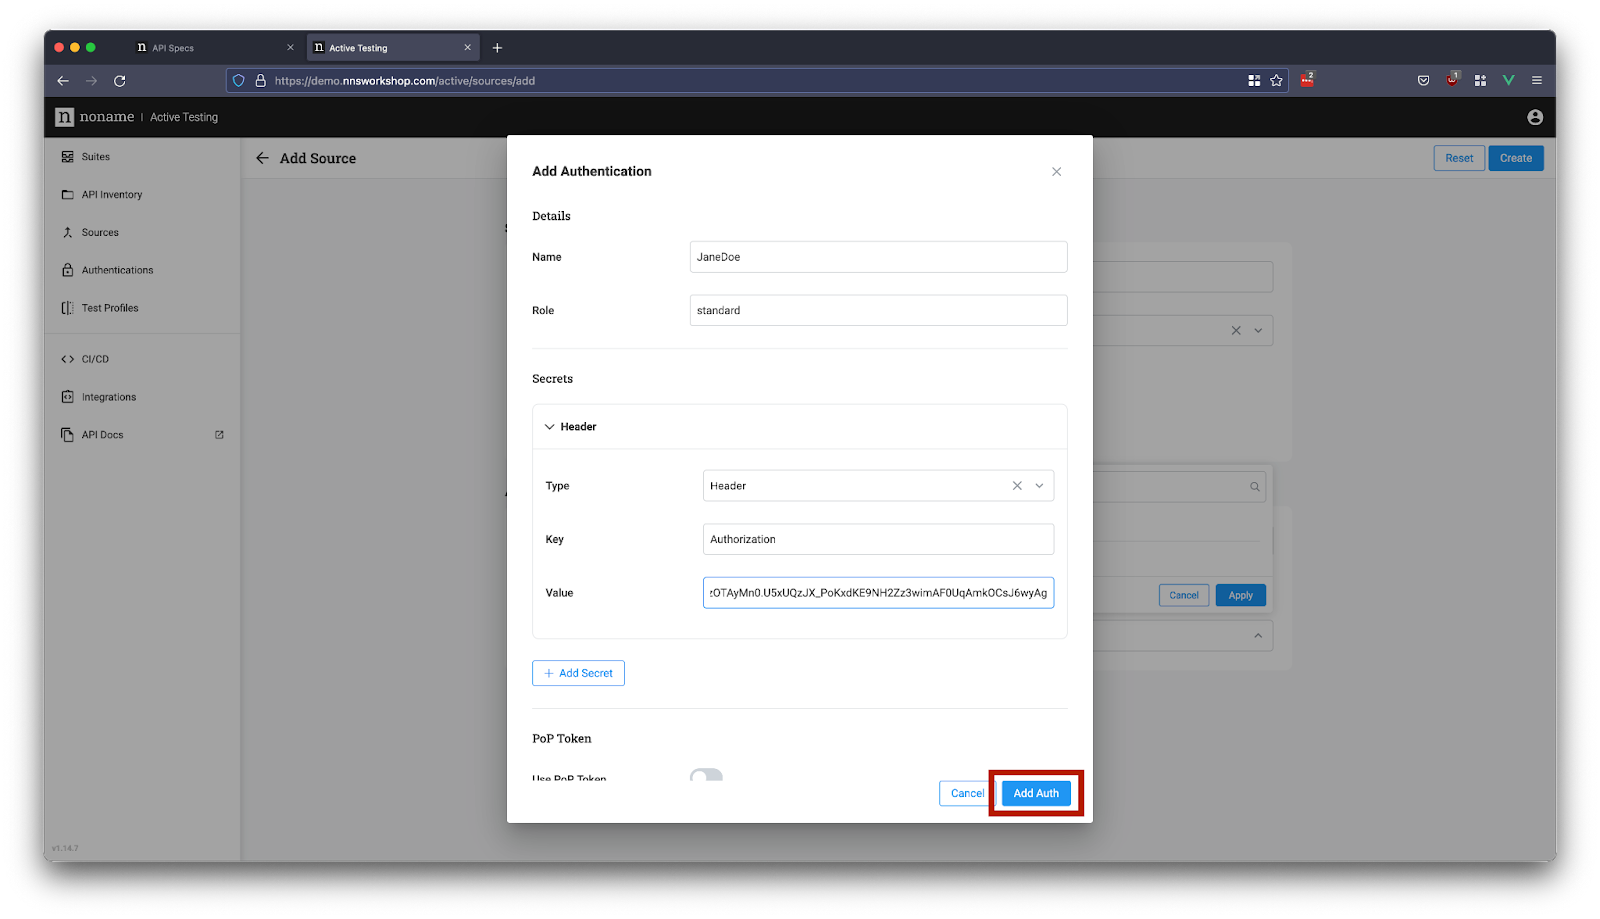 API Specs
Active Testing
https://demo.nnsworkshop.com/active/sources/add
2
1
n noname | Active Testing
Suites
API Inventory
Sources
Authentications
Test Profiles
CI/CD
Integrations
API Docs
v1.14.7
Add Source
Reset
Create
Add Authentication
Details
Name
JaneDoe
Role
standard
Secrets
Header
Type
Header
Key
Authorization
Value
OTAyMn0.U5xUQzJX_PoKxdKE9NH2Zz3wimAF0UqAmkOCsJ6wyAg
+ Add Secret
PoP Token
Use PoP Token
Cancel
Add Auth
Cancel
Apply